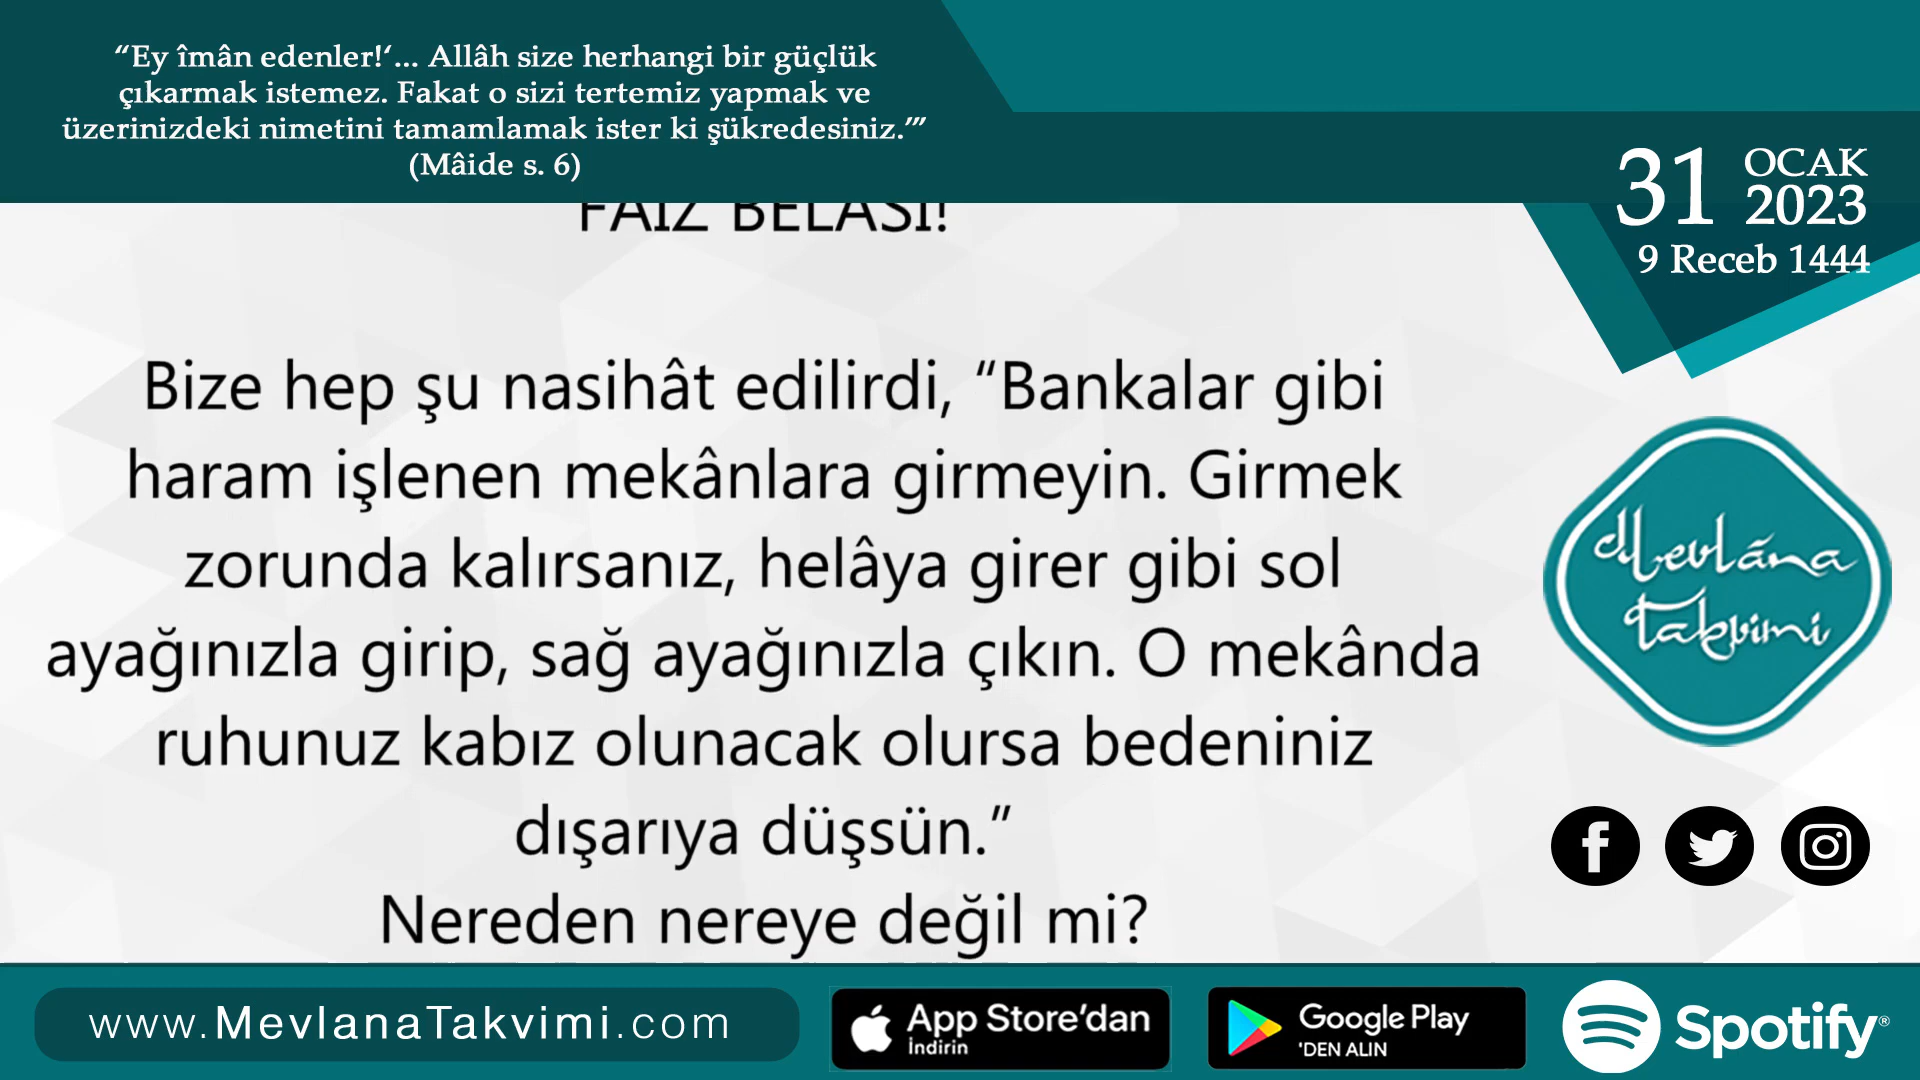 “Ey îmân edenler!‘... Allâh size herhangi bir güçlük
çıkarmak istemez. Fakat o sizi tertemiz yapmak ve
üzerinizdeki nimetini tamamlamak ister ki şükredesiniz.’”
(Mâide s. 6)
31 OCAK
2023
9 Receb 1444
FAİZ BELASI!
Bize hep şu nasihât edilirdi, “Bankalar gibi
haram işlenen mekânlara girmeyin. Girmek
zorunda kalırsanız, helâya girer gibi sol
ayağınızla girip, sağ ayağınızla çıkın. O mekânda
ruhunuz kabız olunacak olursa bedeniniz
dışarıya düşsün.”
Nereden nereye değil mi?
Mevlâna
Takvimi
www.MevlanaTakvimi.com
App Store’dan
İndirin
Google Play
'DEN ALIN
Spotify®